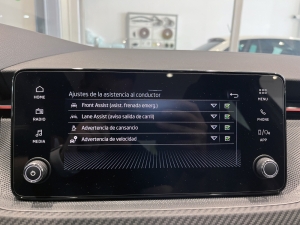 Ajustes de la asistencia al conductor
Front Assist (asist. frenada emerg.)
Lane Assist (aviso salida de carril)
Advertencia de cansancio
Advertencia de velocidad
HOME
RADIO
MEDIA
MENU
PHONE
APP